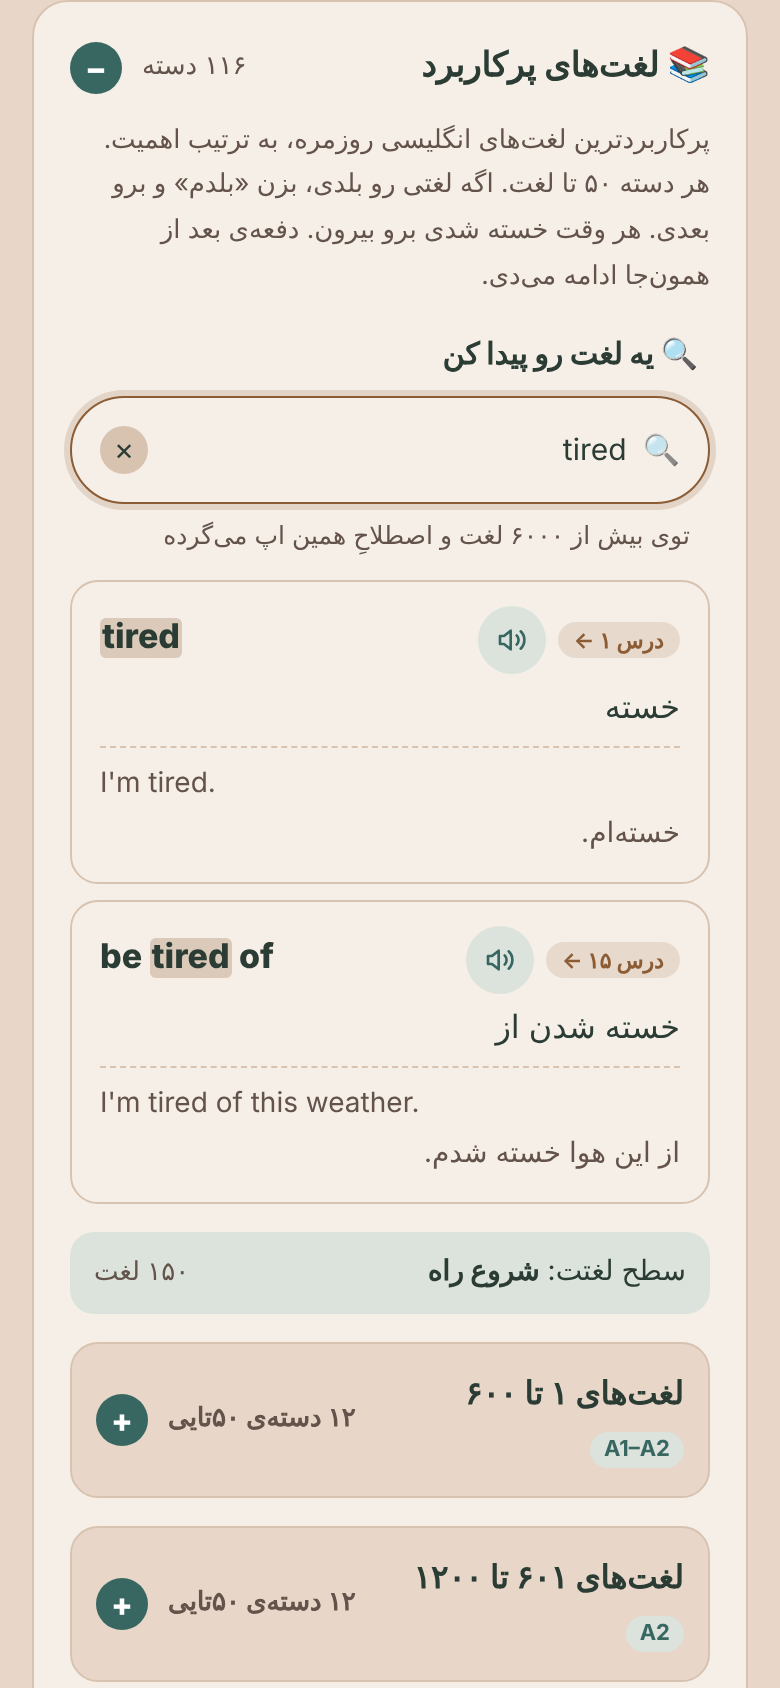 📚 لغت‌های پرکاربرد
۱۱۶ دسته
−
پرکاربردترین لغت‌های انگلیسی روزمره، به ترتیب اهمیت.
هر دسته ۵۰ تا لغت. اگه لغتی رو بلدی، بزن «بلدم» و برو
بعدی. هر وقت خسته شدی برو بیرون. دفعه‌ی بعد از
همون‌جا ادامه می‌دی.
🔍 یه لغت رو پیدا کن
🔍 tired ×
توی بیش از ۶۰۰۰ لغت و اصطلاحِ همین اپ می‌گرده
tired
درس ۱ ←
خسته
I'm tired.
خسته‌ام.
be tired of
درس ۱۵ ←
خسته شدن از
I'm tired of this weather.
از این هوا خسته شدم.
سطح لغتت: شروع راه
۱۵۰ لغت
لغت‌های ۱ تا ۶۰۰
A1–A2
۱۲ دسته‌ی ۵۰تایی
+
لغت‌های ۶۰۱ تا ۱۲۰۰
A2
۱۲ دسته‌ی ۵۰تایی
+